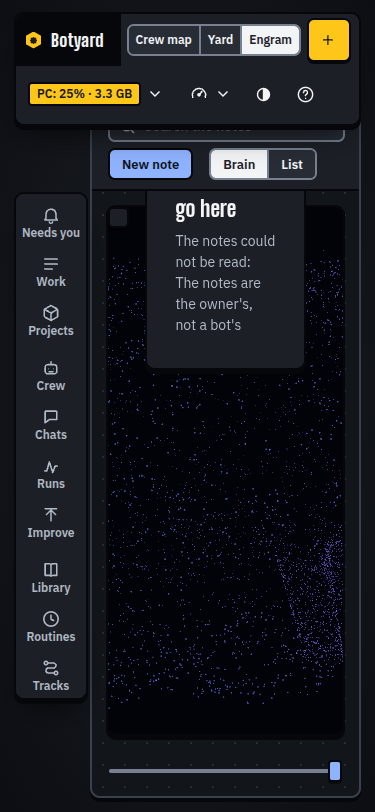 Botyard
Crew map
Yard
Engram
+
PC: 25% · 3.3 GB
New note
Brain
List
Needs you
Work
Projects
Crew
Chats
Runs
Improve
Library
Routines
Tracks
go here
The notes could
not be read:
The notes are
the owner's,
not a bot's